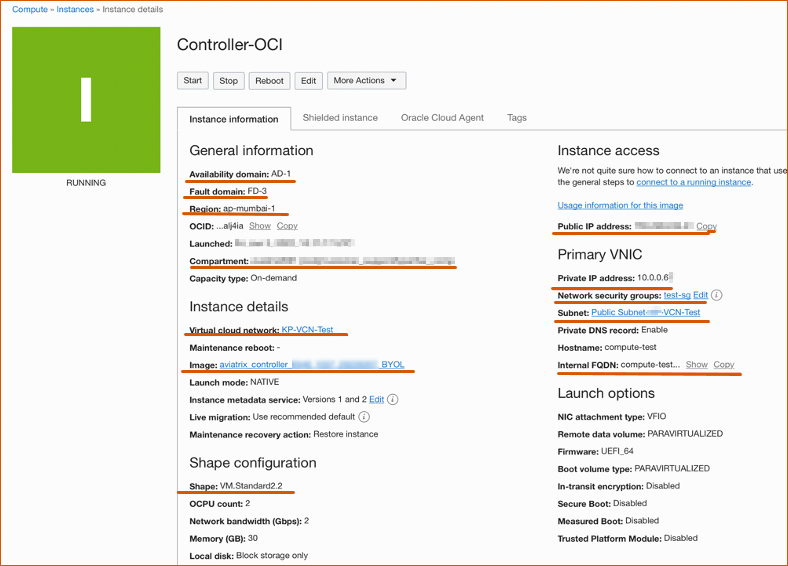 Compute » Instances » Instance details
I
RUNNING
Controller-OCI
Start Stop Reboot Edit More Actions
Instance information Shielded instance Oracle Cloud Agent Tags
General information
Availability domain: AD-1
Fault domain: FD-3
Region: ap-mumbai-1
OCID: ...alj4ia Show Copy
Launched:
Compartment:
Capacity type: On-demand
Instance details
Virtual cloud network: KP-VCN-Test
Maintenance reboot: -
Image: aviatrix_controller_ _BYOL
Launch mode: NATIVE
Instance metadata service: Versions 1 and 2 Edit
Live migration: Use recommended default
Maintenance recovery action: Restore instance
Shape configuration
Shape: VM.Standard2.2
OCPU count: 2
Network bandwidth (Gbps): 2
Memory (GB): 30
Local disk: Block storage only
Instance access
We're not quite sure how to connect to an instance that use
the general steps to connect to a running instance.
Usage information for this image
Public IP address: Copy
Primary VNIC
Private IP address: 10.0.0.6
Network security groups: test-sg Edit
Subnet: Public Subnet- -VCN-Test
Private DNS record: Enable
Hostname: compute-test
Internal FQDN: compute-test... Show Copy
Launch options
NIC attachment type: VFIO
Remote data volume: PARAVIRTUALIZED
Firmware: UEFI_64
Boot volume type: PARAVIRTUALIZED
In-transit encryption: Disabled
Secure Boot: Disabled
Measured Boot: Disabled
Trusted Platform Module: Disabled